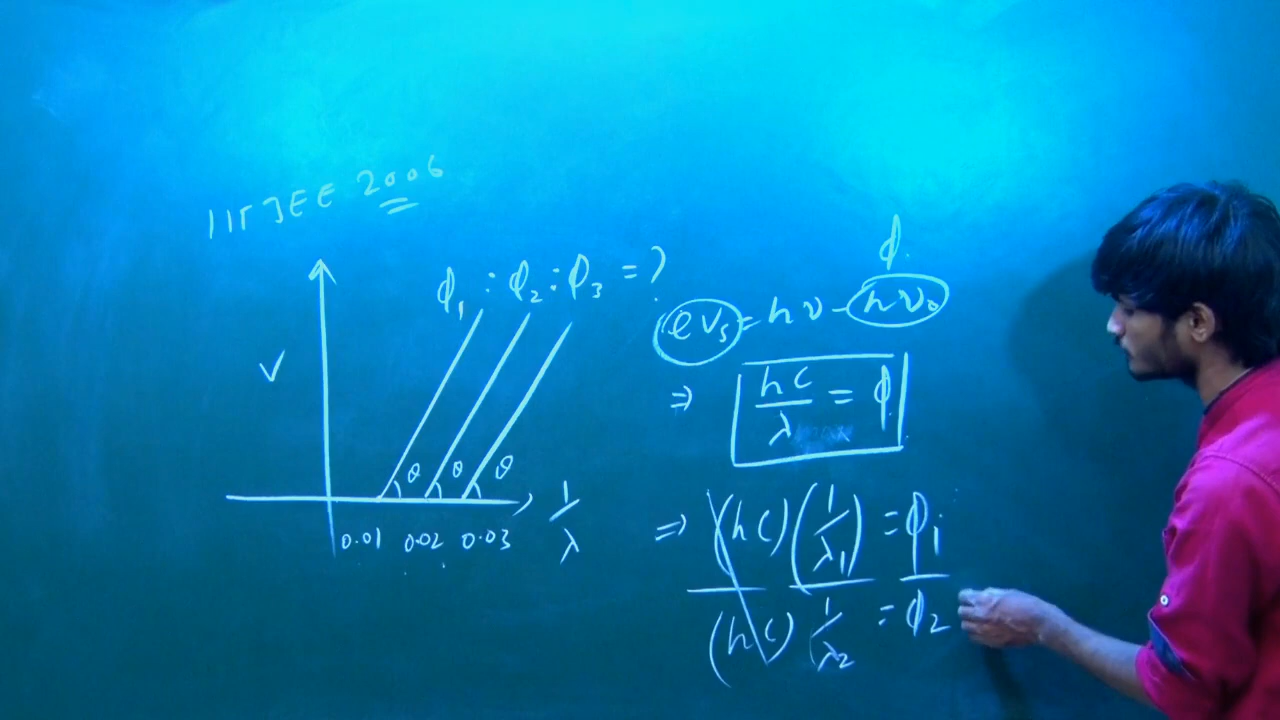 IIT JEE 2006
ϕ₁ : ϕ₂ : ϕ₃ = ?
V
θ θ θ
0.01 0.02 0.03
1/λ
ϕ
eVₛ = hν - hν₀
⇒ hc/λ = ϕ
⇒ (hc)(1/λ₁) = ϕ₁
(hc) 1/λ₂ = ϕ₂